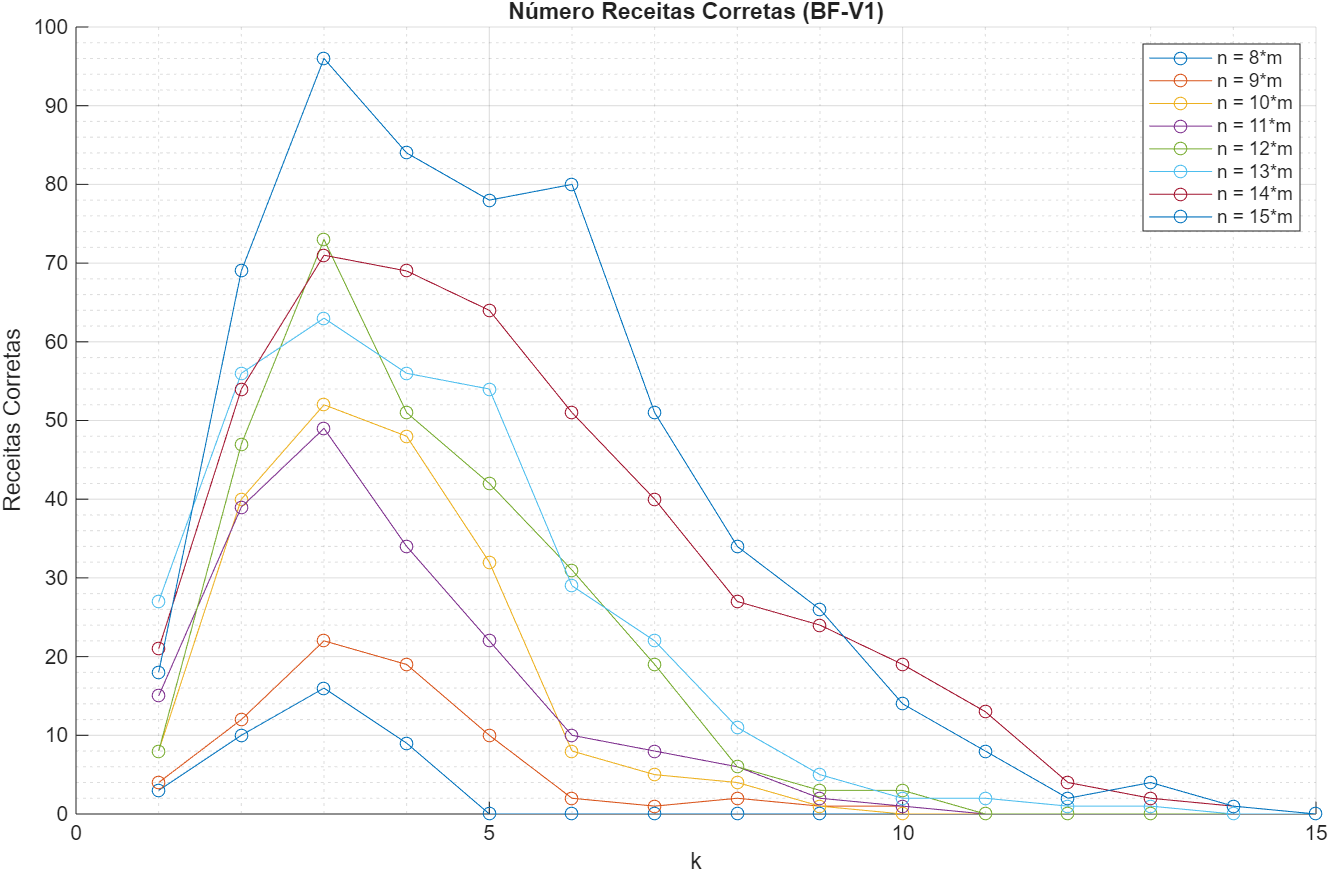 Número Receitas Corretas (BF-V1)
100
90
80
70
60
50
40
30
20
10
0
Receitas Corretas
n = 8*m
n = 9*m
n = 10*m
n = 11*m
n = 12*m
n = 13*m
n = 14*m
n = 15*m
0 5 10 15
k